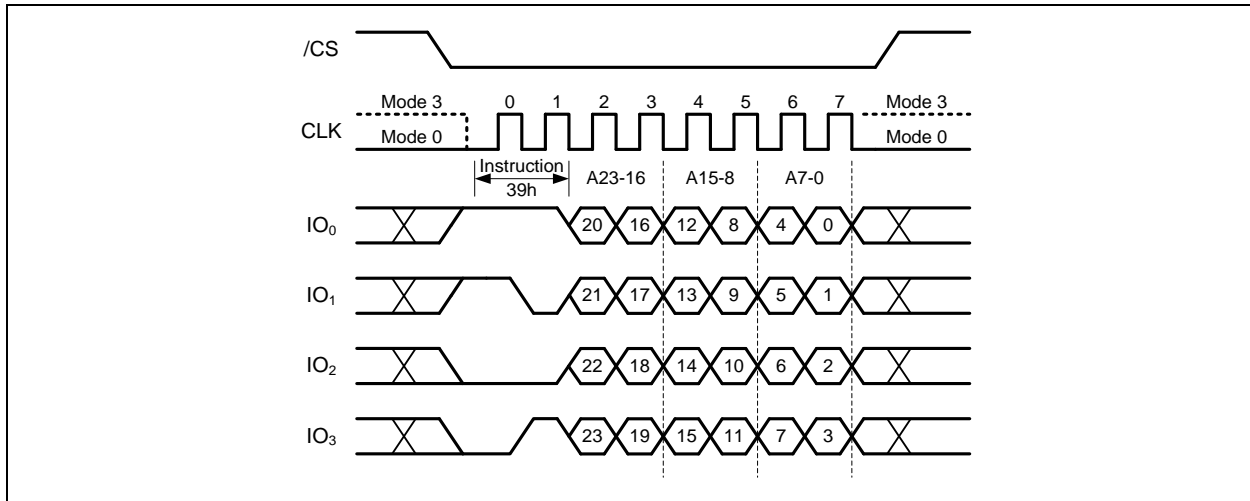 /CS
Mode 3 0 1 2 3 4 5 6 7 Mode 3
CLK
Mode 0 Mode 0
Instruction
39h
A23-16 A15-8 A7-0
IO₀ 20 16 12 8 4 0
IO₁ 21 17 13 9 5 1
IO₂ 22 18 14 10 6 2
IO₃ 23 19 15 11 7 3